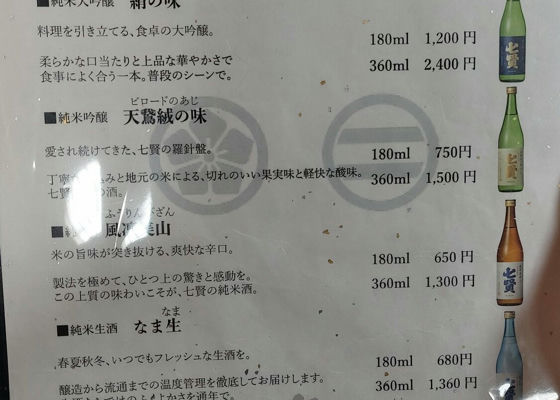 ■純米大吟醸 絹の味
料理を引き立てる、食卓の大吟醸。
180ml 1,200円
柔らかな口当たりと上品な華やかさで
食事によく合う一本。普段のシーンで。
360ml 2,400円
ビロードのあじ
■純米吟醸 天鵞絨の味
愛され続けてきた、七賢の羅針盤。
180ml 750円
込みと地元の米による、切れのいい果実味と軽快な酸味。
360ml 1,500円
七賢 の酒。
■ 風 美山
米の旨味が突き抜ける、爽快な辛口。
180ml 650円
製法を極めて、ひとつ上の驚きと感動を。
この上質の味わいこそが、七賢の純米酒。
360ml 1,300円
なま
■純米生酒 なま生
春夏秋冬、いつでもフレッシュな生酒を。
180ml 680円
醸造から流通までの温度管理を徹底してお届けします。
360ml 1,360円
七賢
七賢
七賢
七賢